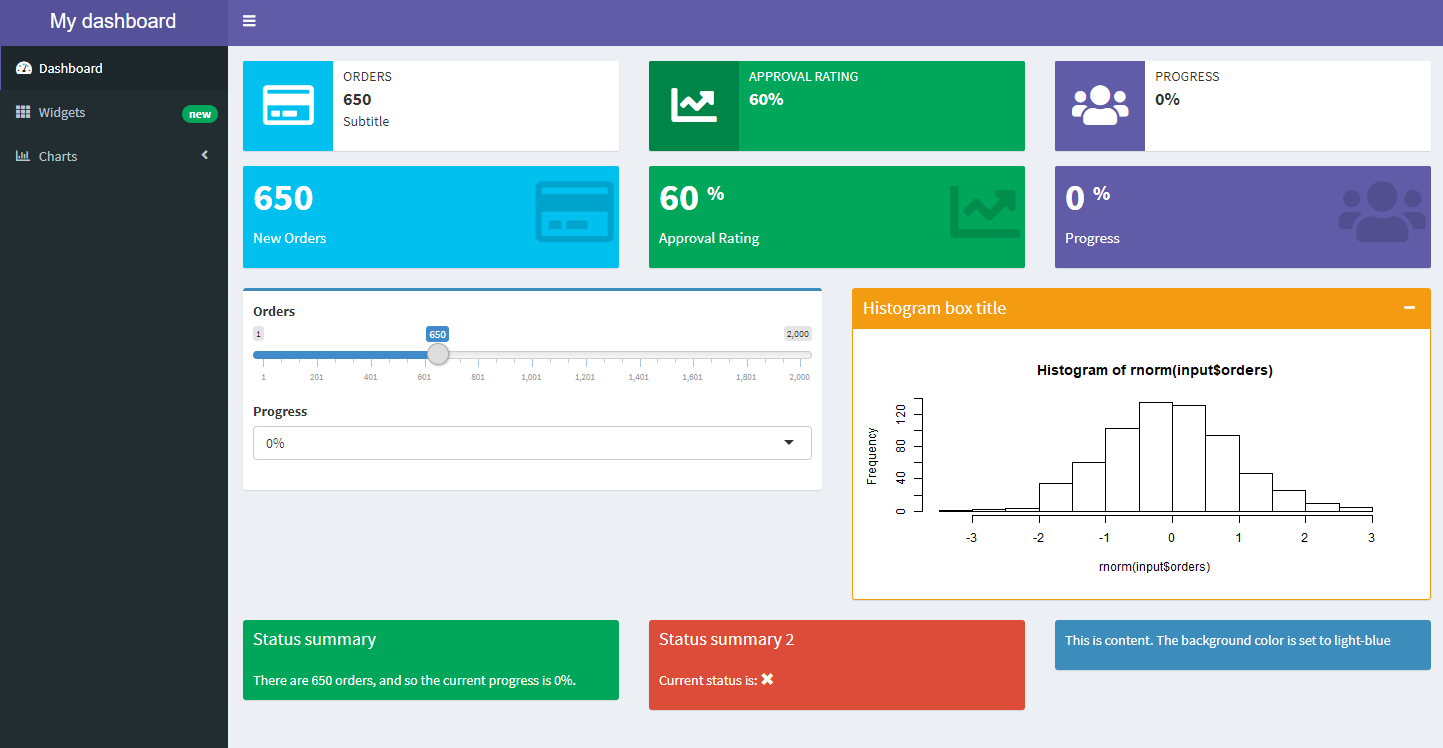 My dashboard
Dashboard
Widgets new
Charts
ORDERS
650
Subtitle
APPROVAL RATING
60%
PROGRESS
0%
650
New Orders
60 %
Approval Rating
0 %
Progress
Orders
1 650 2,000
1 201 401 601 801 1,001 1,201 1,401 1,601 1,801 2,000
Progress
0%
Histogram box title
Histogram of rnorm(input$orders)
Frequency
120
80
40
0
-3 -2 -1 0 1 2 3
rnorm(input$orders)
Status summary
There are 650 orders, and so the current progress is 0%.
Status summary 2
Current status is:
This is content. The background color is set to light-blue